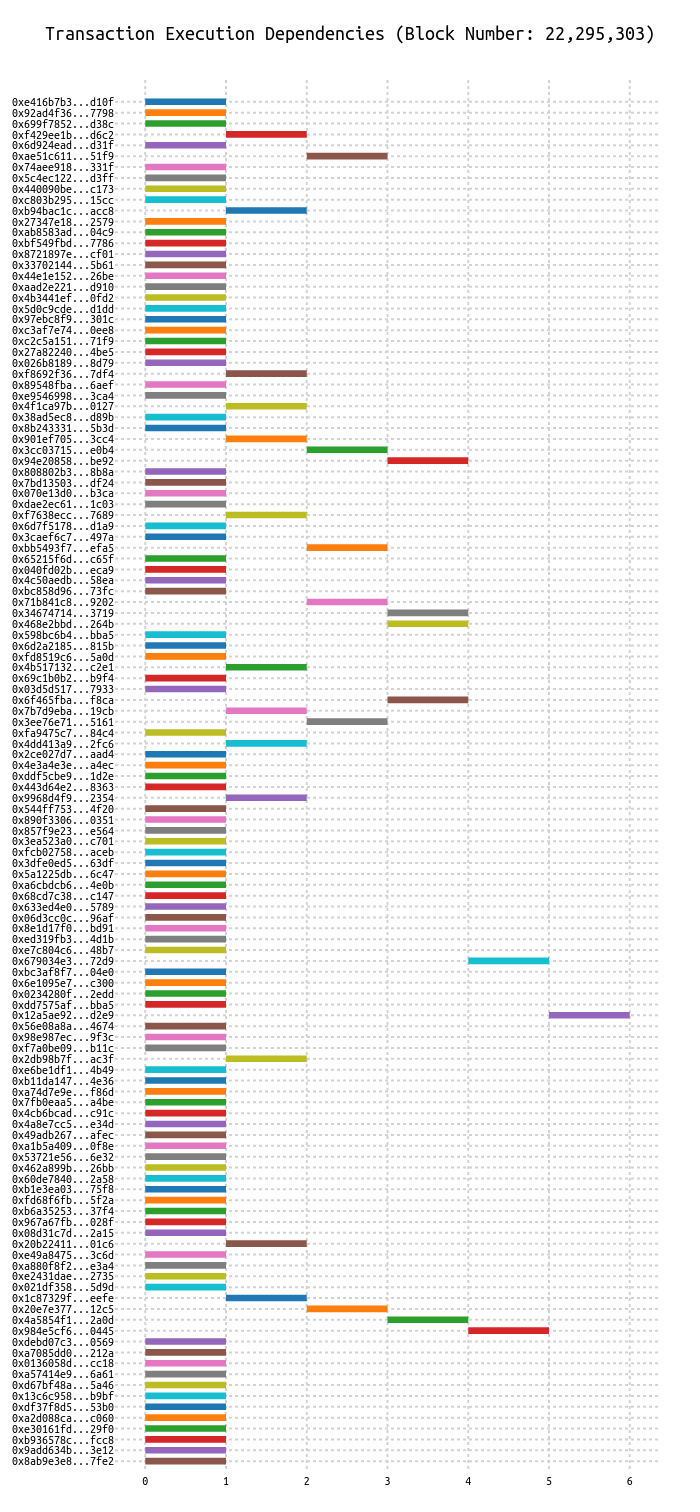 Transaction Execution Dependencies (Block Number: 22,295,303)
0xe416b7b3...d10f
0x92ad4f36...7798
0x699f7852...d38c
0xf429ee1b...d6c2
0x6d924ead...d31f
0xae51c611...51f9
0x74aee918...331f
0x5c4ec122...d3ff
0x440090be...c173
0xc803b295...15cc
0xb94bac1c...acc8
0x27347e18...2579
0xab8583ad...04c9
0xbf549fbd...7786
0x8721897e...cf01
0x33702144...5b61
0x44e1e152...26be
0xaad2e221...d910
0x4b3441ef...0fd2
0x5d0c9cde...d1dd
0x97ebc8f9...301c
0xc3af7e74...0ee8
0xc2c5a151...71f9
0x27a82240...4be5
0x026b8189...8d79
0xf8692f36...7df4
0x89548fba...6aef
0xe9546998...3ca4
0x4f1ca97b...0127
0x38ad5ec8...d89b
0x8b243331...5b3d
0x901ef705...3cc4
0x3cc03715...e0b4
0x94e20858...be92
0x808802b3...8b8a
0x7bd13503...df24
0x070e13d0...b3ca
0xdae2ec61...1c03
0xf7638ecc...7689
0x6d7f5178...d1a9
0x3caef6c7...497a
0xbb5493f7...efa5
0x65215f6d...c65f
0x040fd02b...eca9
0x4c50aedb...58ea
0xbc858d96...73fc
0x71b841c8...9202
0x34674714...3719
0x468e2bbd...264b
0x598bc6b4...bba5
0x6d2a2185...815b
0xfd8519c6...5a0d
0x4b517132...c2e1
0x69c1b0b2...b9f4
0x03d5d517...7933
0x6f465fba...f8ca
0x7b7d9eba...19cb
0x3ee76e71...5161
0xfa9475c7...84c4
0x4dd413a9...2fc6
0x2ce027d7...aad4
0x4e3a4e3e...a4ec
0xddf5cbe9...1d2e
0x443d64e2...8363
0x9968d4f9...2354
0x544ff753...4f20
0x890f3306...0351
0x857f9e23...e564
0x3ea523a0...c701
0xfcb02758...aceb
0x3dfe0ed5...63df
0x5a1225db...6c47
0xa6cbdcb6...4e0b
0x68cd7c38...c147
0x633ed4e0...5789
0x06d3cc0c...96af
0x8e1d17f0...bd91
0xed319fb3...4d1b
0xe7c804c6...48b7
0x679034e3...72d9
0xbc3af8f7...04e0
0x6e1095e7...c300
0x0234280f...2edd
0xdd7575af...bba5
0x12a5ae92...d2e9
0x56e08a8a...4674
0x98e987ec...9f3c
0xf7a0be09...b11c
0x2db98b7f...ac3f
0xe6be1df1...4b49
0xb11da147...4e36
0xa74d7e9e...f86d
0x7fb0eaa5...a4be
0x4cb6bcad...c91c
0x4a8e7cc5...e34d
0x49adb267...afec
0xa1b5a409...0f8e
0x53721e56...6e32
0x462a899b...26bb
0x60de7840...2a58
0xb1e3ea03...75f8
0xfd68f6fb...5f2a
0xb6a35253...37f4
0x967a67fb...028f
0x08d31c7d...2a15
0x20b22411...01c6
0xe49a8475...3c6d
0xa880f8f2...e3a4
0xe2431dae...2735
0x021df358...5d9d
0x1c87329f...eefe
0x20e7e377...12c5
0x4a5854f1...2a0d
0x984e5cf6...0445
0xdebd07c3...0569
0xa7085dd0...212a
0x0136058d...cc18
0xa57414e9...6a61
0xd67bf48a...5a46
0x13c6c958...b9bf
0xdf37f8d5...53b0
0xa2d088ca...c060
0xe30161fd...29f0
0xb936578c...fcc8
0x9add634b...3e12
0x8ab9e3e8...7fe2
0 1 2 3 4 5 6